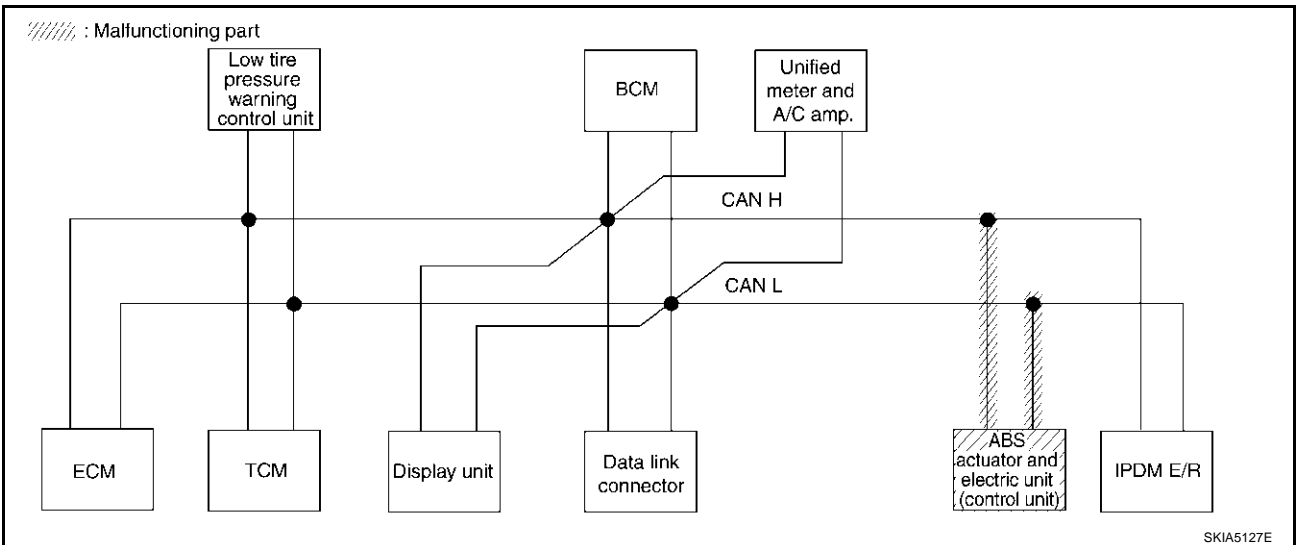 : Malfunctioning part
Low tire
pressure
warning
control unit
BCM
Unified
meter and
A/C amp.
CAN H
CAN L
ECM
TCM
Display unit
Data link
connector
ABS
actuator and
electric unit
(control unit)
IPDM E/R
SKIA5127E